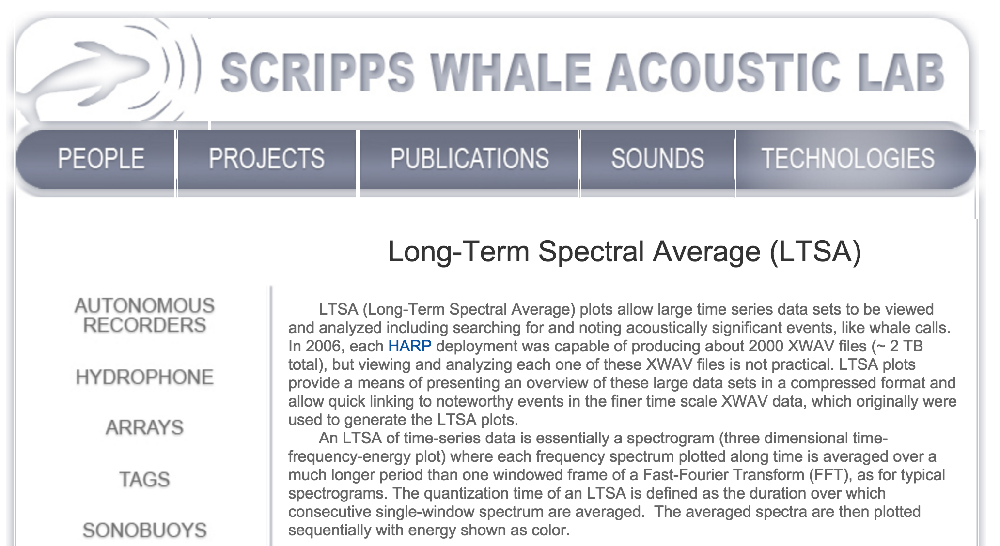 SCRIPPS WHALE ACOUSTIC LAB
PEOPLE PROJECTS PUBLICATIONS SOUNDS TECHNOLOGIES
Long-Term Spectral Average (LTSA)
AUTONOMOUS
RECORDERS
HYDROPHONE
ARRAYS
TAGS
SONOBUOYS
LTSA (Long-Term Spectral Average) plots allow large time series data sets to be viewed
and analyzed including searching for and noting acoustically significant events, like whale calls.
In 2006, each HARP deployment was capable of producing about 2000 XWAV files (~ 2 TB
total), but viewing and analyzing each one of these XWAV files is not practical. LTSA plots
provide a means of presenting an overview of these large data sets in a compressed format and
allow quick linking to noteworthy events in the finer time scale XWAV data, which originally were
used to generate the LTSA plots.
An LTSA of time-series data is essentially a spectrogram (three dimensional time-
frequency-energy plot) where each frequency spectrum plotted along time is averaged over a
much longer period than one windowed frame of a Fast-Fourier Transform (FFT), as for typical
spectrograms. The quantization time of an LTSA is defined as the duration over which
consecutive single-window spectrum are averaged.  The averaged spectra are then plotted
sequentially with energy shown as color.